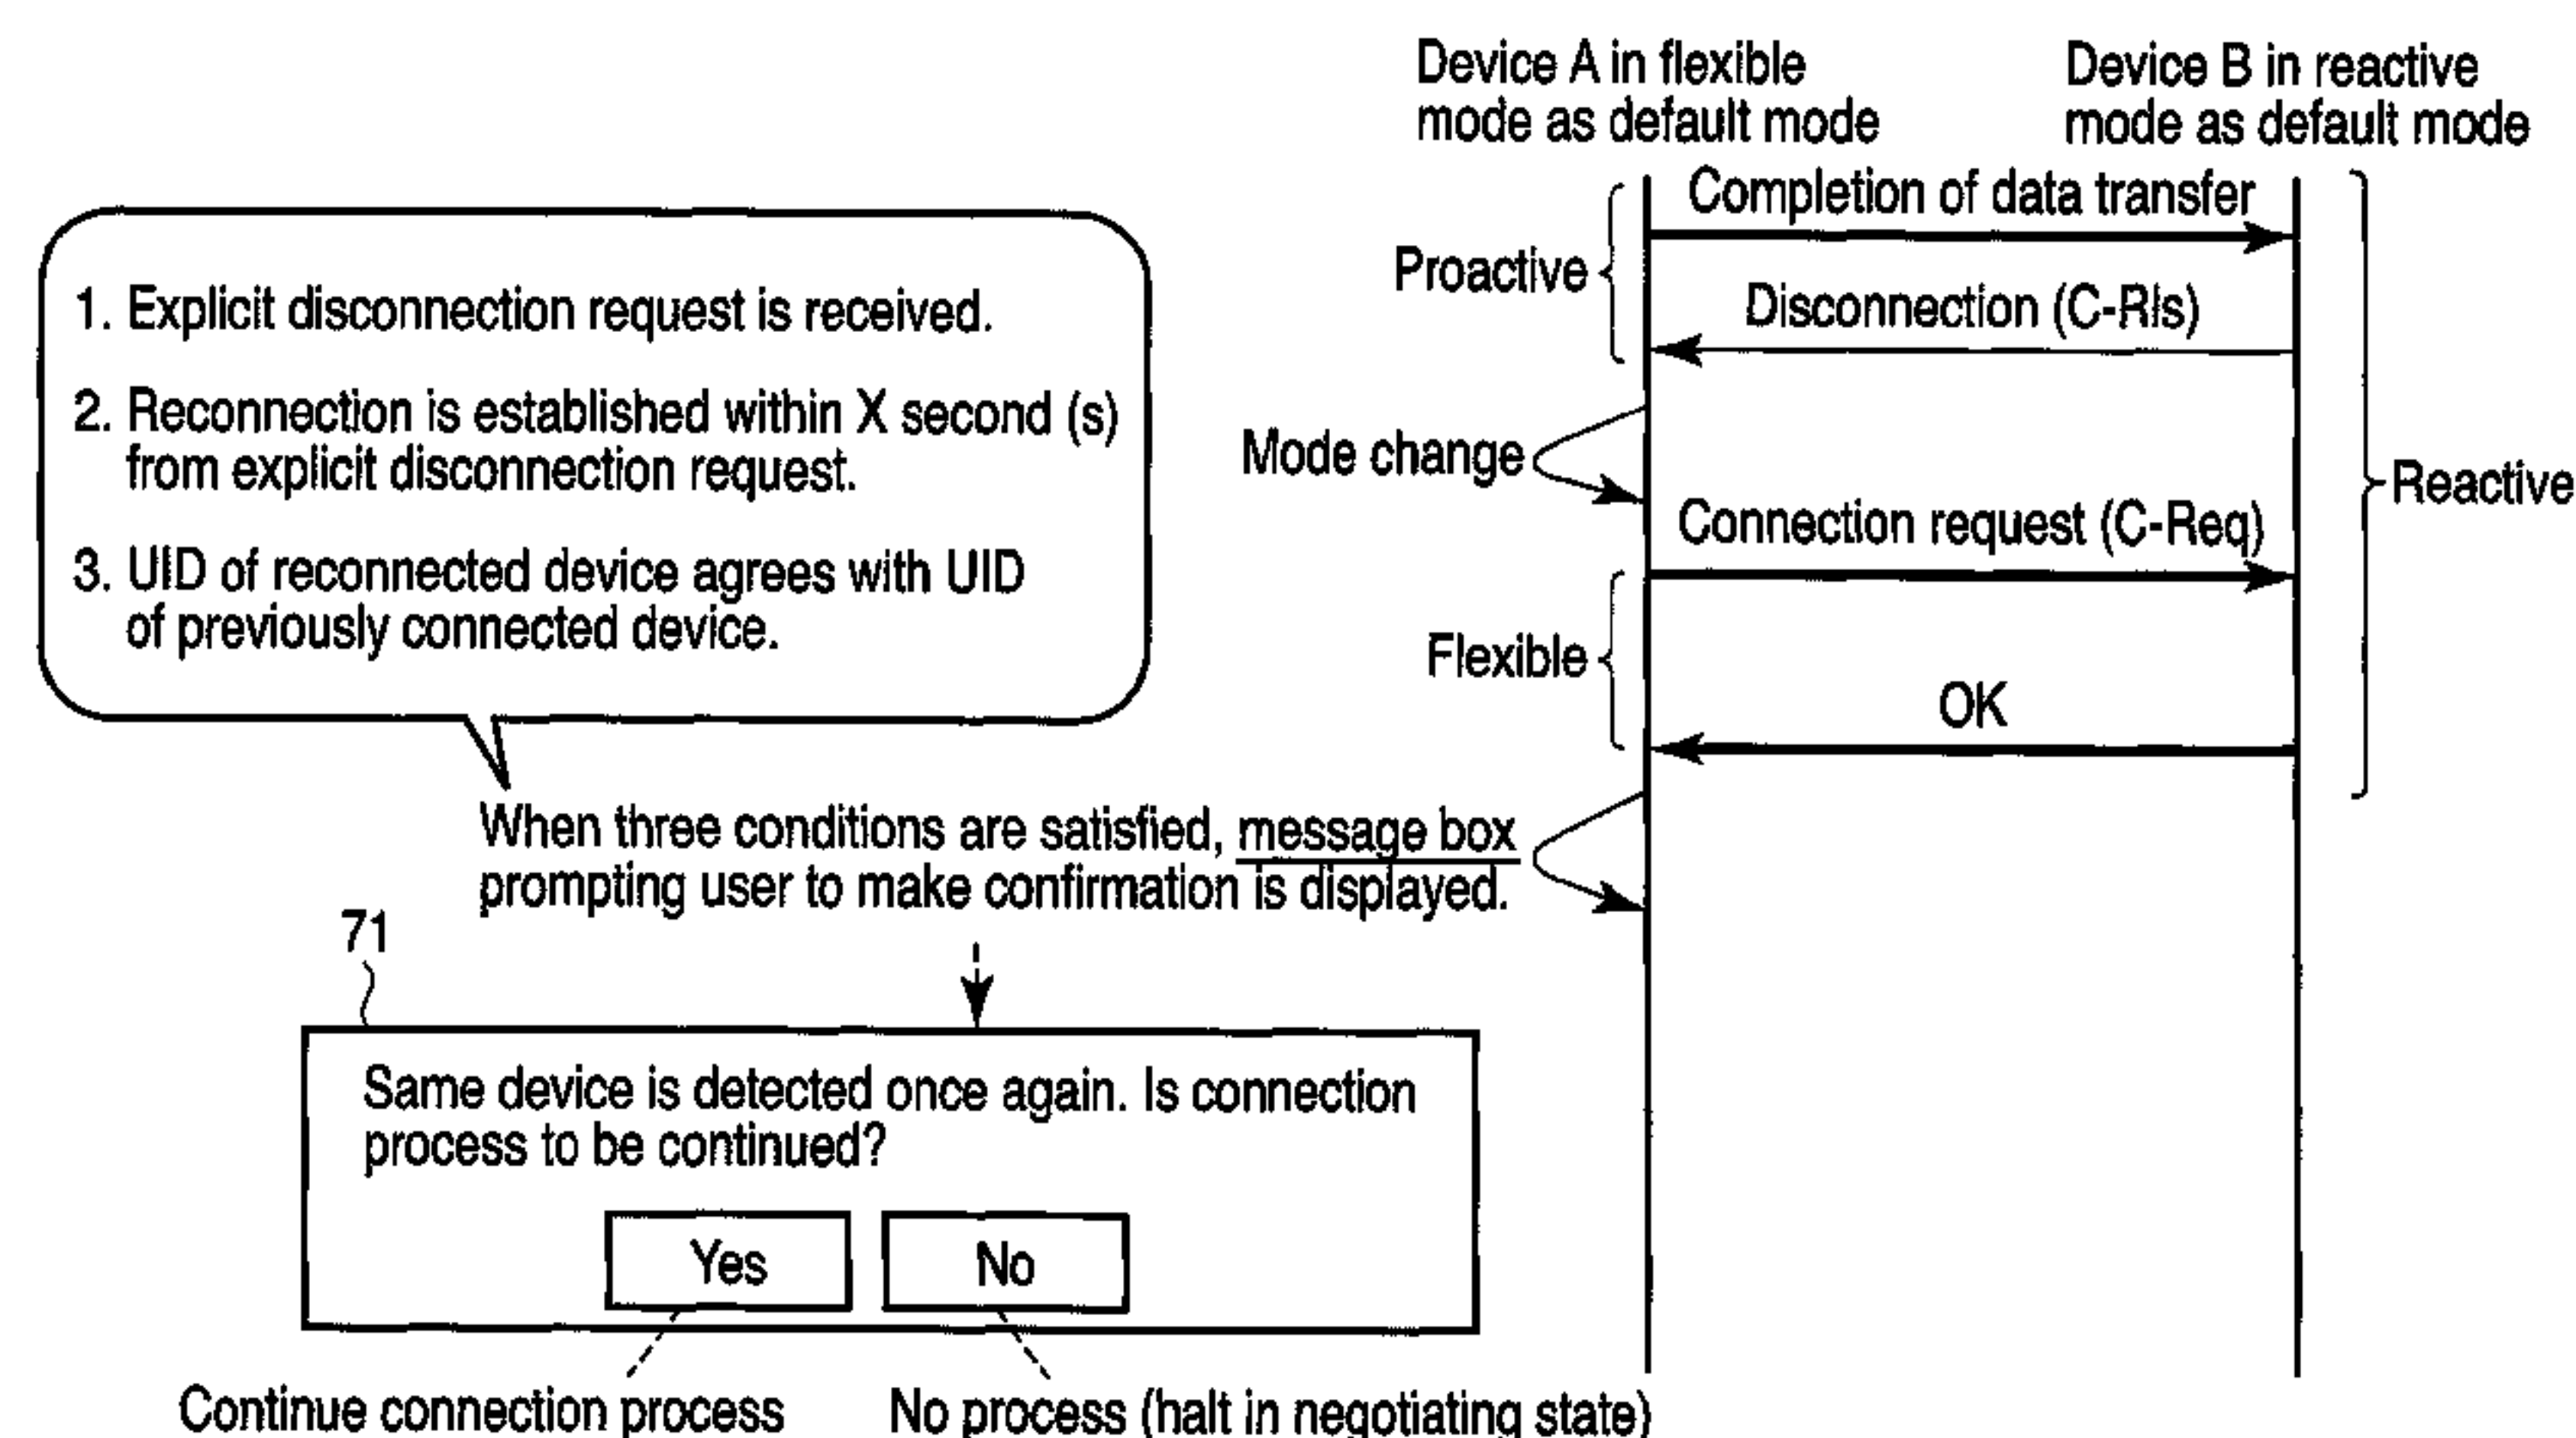 Device A in flexible
mode as default mode
Device B in reactive
mode as default mode
Completion of data transfer
Proactive
Disconnection (C-Rls)
1. Explicit disconnection request is received.
2. Reconnection is established within X second (s)
from explicit disconnection request.
3. UID of reconnected device agrees with UID
of previously connected device.
Mode change
Reactive
Connection request (C-Req)
Flexible
OK
When three conditions are satisfied, message box
prompting user to make confirmation is displayed.
71
Same device is detected once again. Is connection
process to be continued?
Yes
No
Continue connection process
No process (halt in negotiating state)